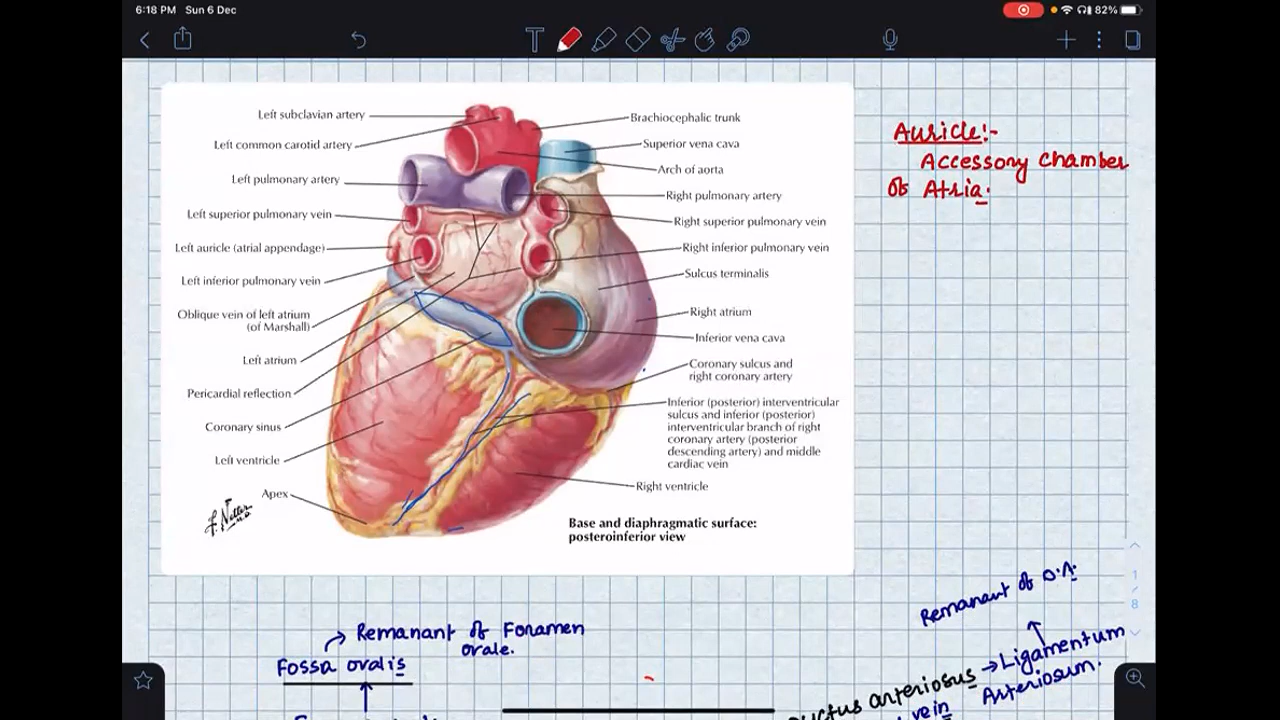 6:18 PM Sun 6 Dec
82%
Left subclavian artery
Left common carotid artery
Left pulmonary artery
Left superior pulmonary vein
Left auricle (atrial appendage)
Left inferior pulmonary vein
Oblique vein of left atrium
(of Marshall)
Left atrium
Pericardial reflection
Coronary sinus
Left ventricle
Apex
Brachiocephalic trunk
Superior vena cava
Arch of aorta
Right pulmonary artery
Right superior pulmonary vein
Right inferior pulmonary vein
Sulcus terminalis
Right atrium
Inferior vena cava
Coronary sulcus and
right coronary artery
Inferior (posterior) interventricular
sulcus and inferior (posterior)
interventricular branch of right
coronary artery (posterior
descending artery) and middle
cardiac vein
Right ventricle
F. Netter
M.D.
Base and diaphragmatic surface:
posteroinferior view
Auricle:-
Accessory chamber
of Atria.
1
/
8
Remanant of Foramen
ovale.
Fossa ovalis
Remanant of D.A.
Ligamentum
Arteriosum.
arteriosus
vein